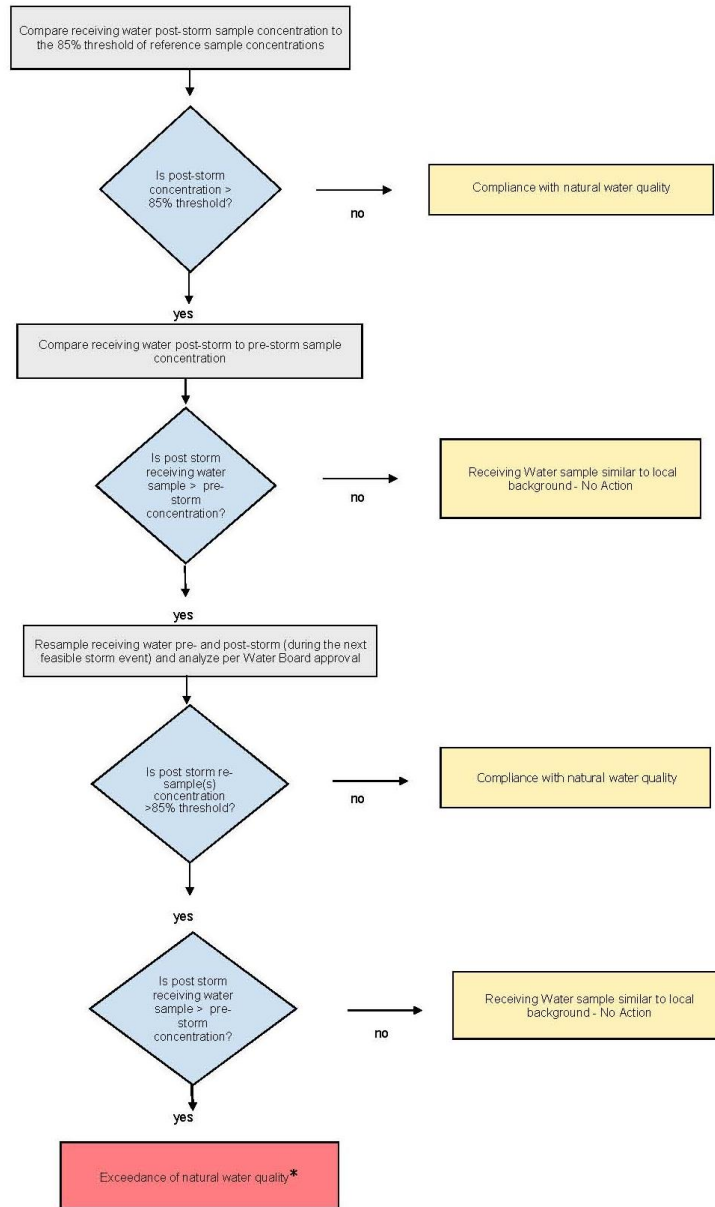 Compare receiving water post-storm sample concentration to
the 85% threshold of reference sample concentrations
Is post-storm
concentration >
85% threshold?
no
Compliance with natural water quality
yes
Compare receiving water post-storm to pre-storm sample
concentration
Is post storm
receiving water
sample > pre-
storm
concentration?
no
Receiving Water sample similar to local
background - No Action
yes
Resample receiving water pre- and post-storm (during the next
feasible storm event) and analyze per Water Board approval
Is post storm re-
sample(s)
concentration
>85% threshold?
no
Compliance with natural water quality
yes
Is post storm
receiving water
sample > pre-
storm
concentration?
no
Receiving Water sample similar to local
background - No Action
yes
Exceedance of natural water quality*